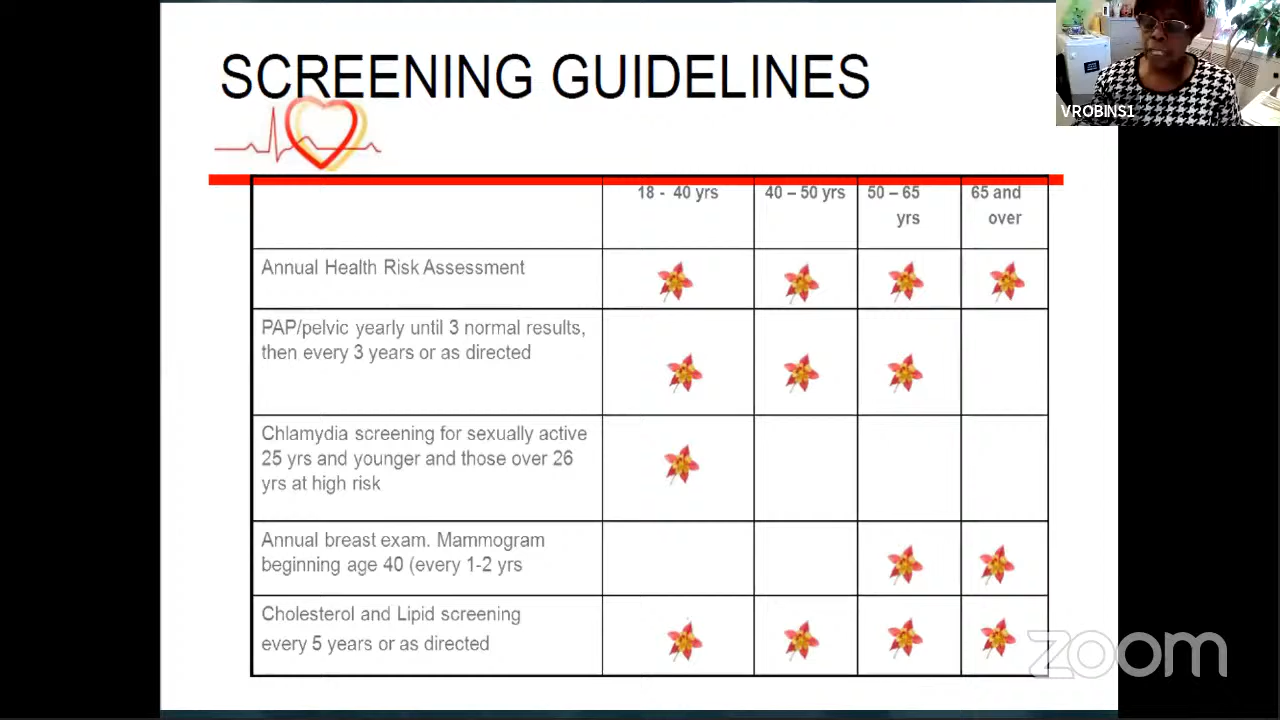 SCREENING GUIDELINES
VROBINS1
18 - 40 yrs
40 – 50 yrs
50 – 65
yrs
65 and
over
Annual Health Risk Assessment
PAP/pelvic yearly until 3 normal results,
then every 3 years or as directed
Chlamydia screening for sexually active
25 yrs and younger and those over 26
yrs at high risk
Annual breast exam. Mammogram
beginning age 40 (every 1-2 yrs
Cholesterol and Lipid screening
every 5 years or as directed
zoom